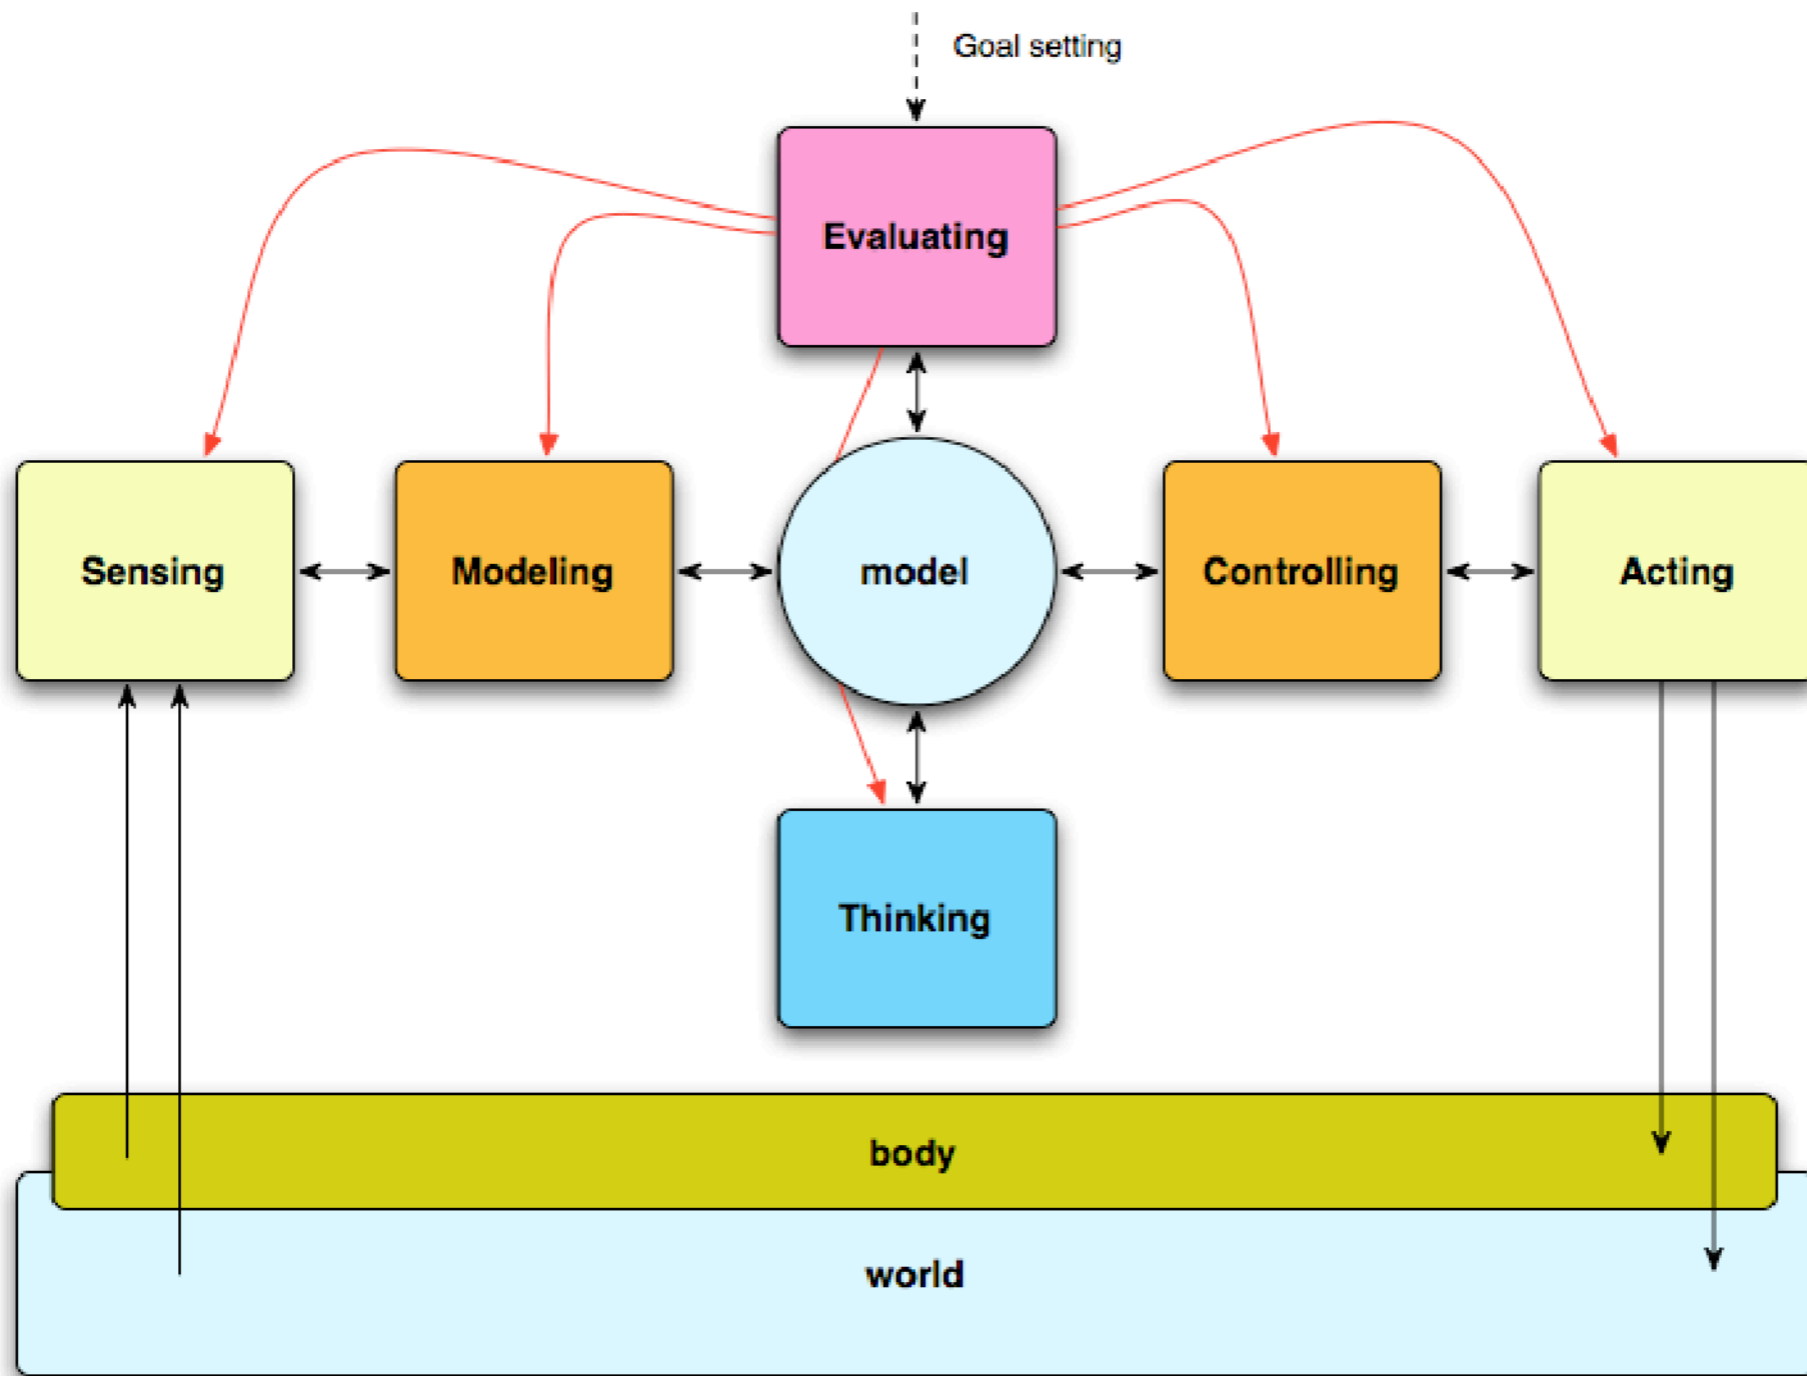 Goal setting
Evaluating
Sensing
Modeling
model
Controlling
Acting
Thinking
body
world